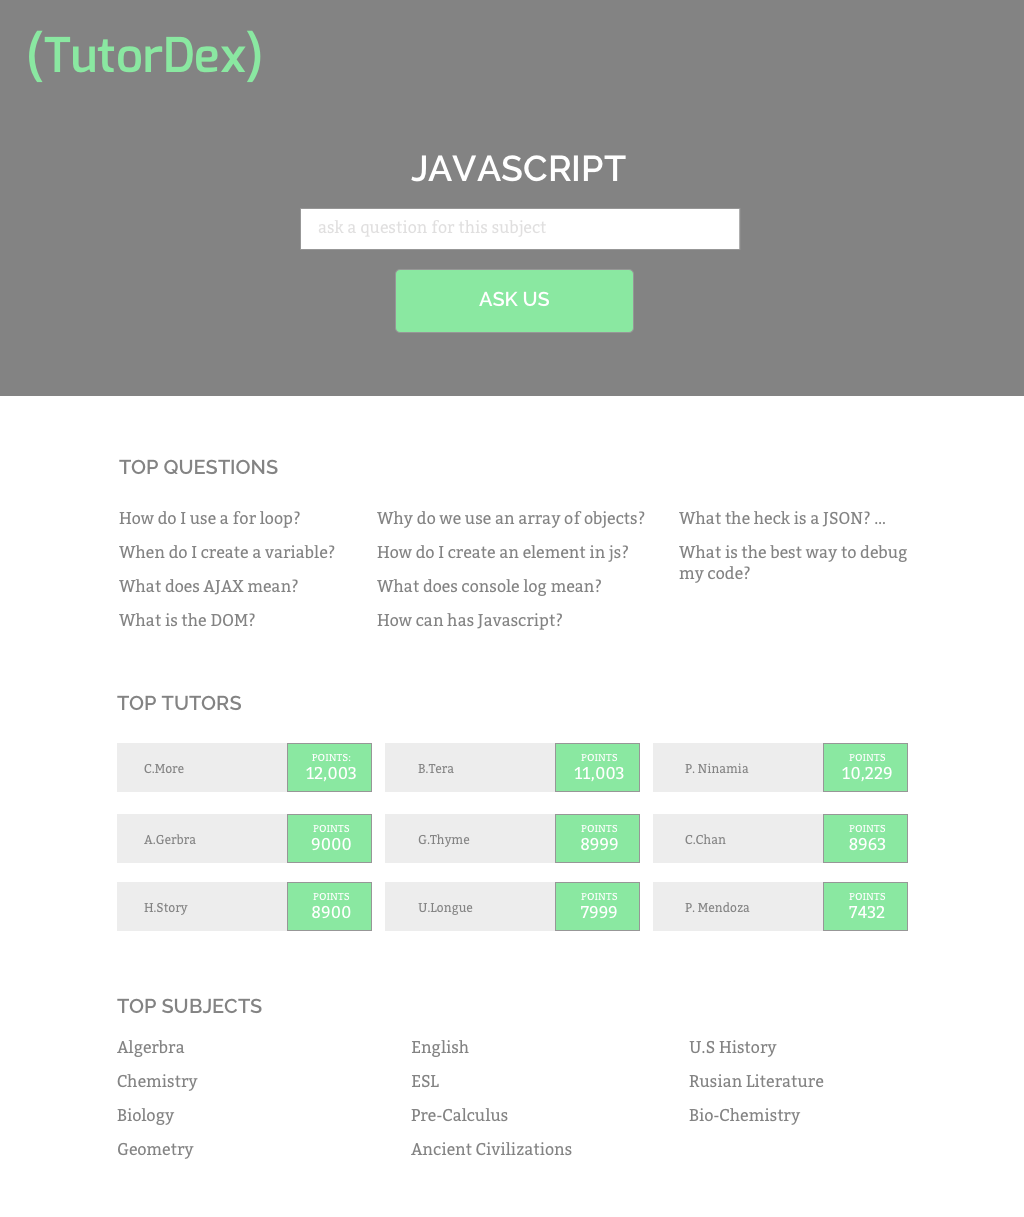 (TutorDex)
JAVASCRIPT
ask a question for this subject
ASK US
TOP QUESTIONS
How do I use a for loop?
When do I create a variable?
What does AJAX mean?
What is the DOM?
Why do we use an array of objects?
How do I create an element in js?
What does console log mean?
How can has Javascript?
What the heck is a JSON? ...
What is the best way to debug
my code?
TOP TUTORS
C.More
POINTS:
12,003
B.Tera
POINTS
11,003
P. Ninamia
POINTS
10,229
A.Gerbra
POINTS
9000
G.Thyme
POINTS
8999
C.Chan
POINTS
8963
H.Story
POINTS
8900
U.Longue
POINTS
7999
P. Mendoza
POINTS
7432
TOP SUBJECTS
Algerbra
Chemistry
Biology
Geometry
English
ESL
Pre-Calculus
Ancient Civilizations
U.S History
Rusian Literature
Bio-Chemistry